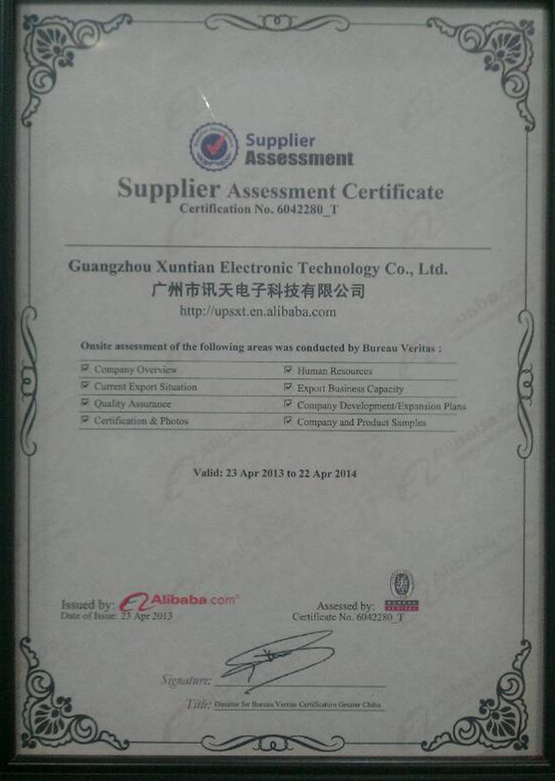 Supplier
Assessment
Supplier Assessment Certificate
Certification No. 6042280_T
Guangzhou Xuntian Electronic Technology Co., Ltd.
广州市讯天电子科技有限公司
http://upsxt.en.alibaba.com
Onsite assessment of the following areas was conducted by Bureau Veritas :
Company Overview
Human Resources
Current Export Situation
Export Business Capacity
Quality Assurance
Company Development/Expansion Plans
Certification & Photos
Company and Product Samples
Valid: 23 Apr 2013 to 22 Apr 2014
Issued by: Alibaba.com®
Date of Issue: 23 Apr 2013
Assessed by: BUREAU VERITAS
Certificate No. 6042280_T
Signature:
Title: Director for Bureau Veritas Certification Greater China